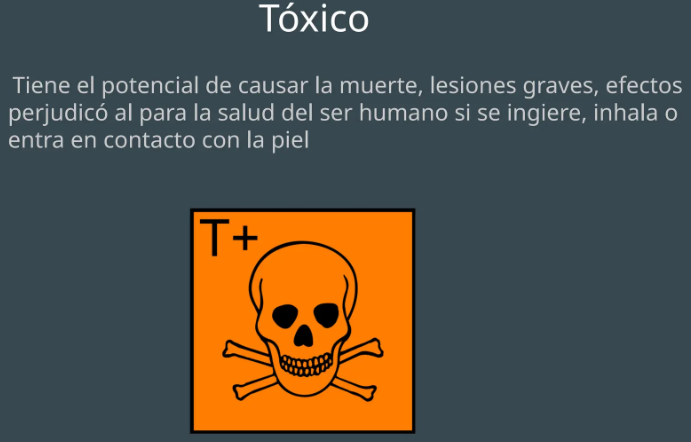 Tóxico
Tiene el potencial de causar la muerte, lesiones graves, efectos
perjudicó al para la salud del ser humano si se ingiere, inhala o
entra en contacto con la piel
T+